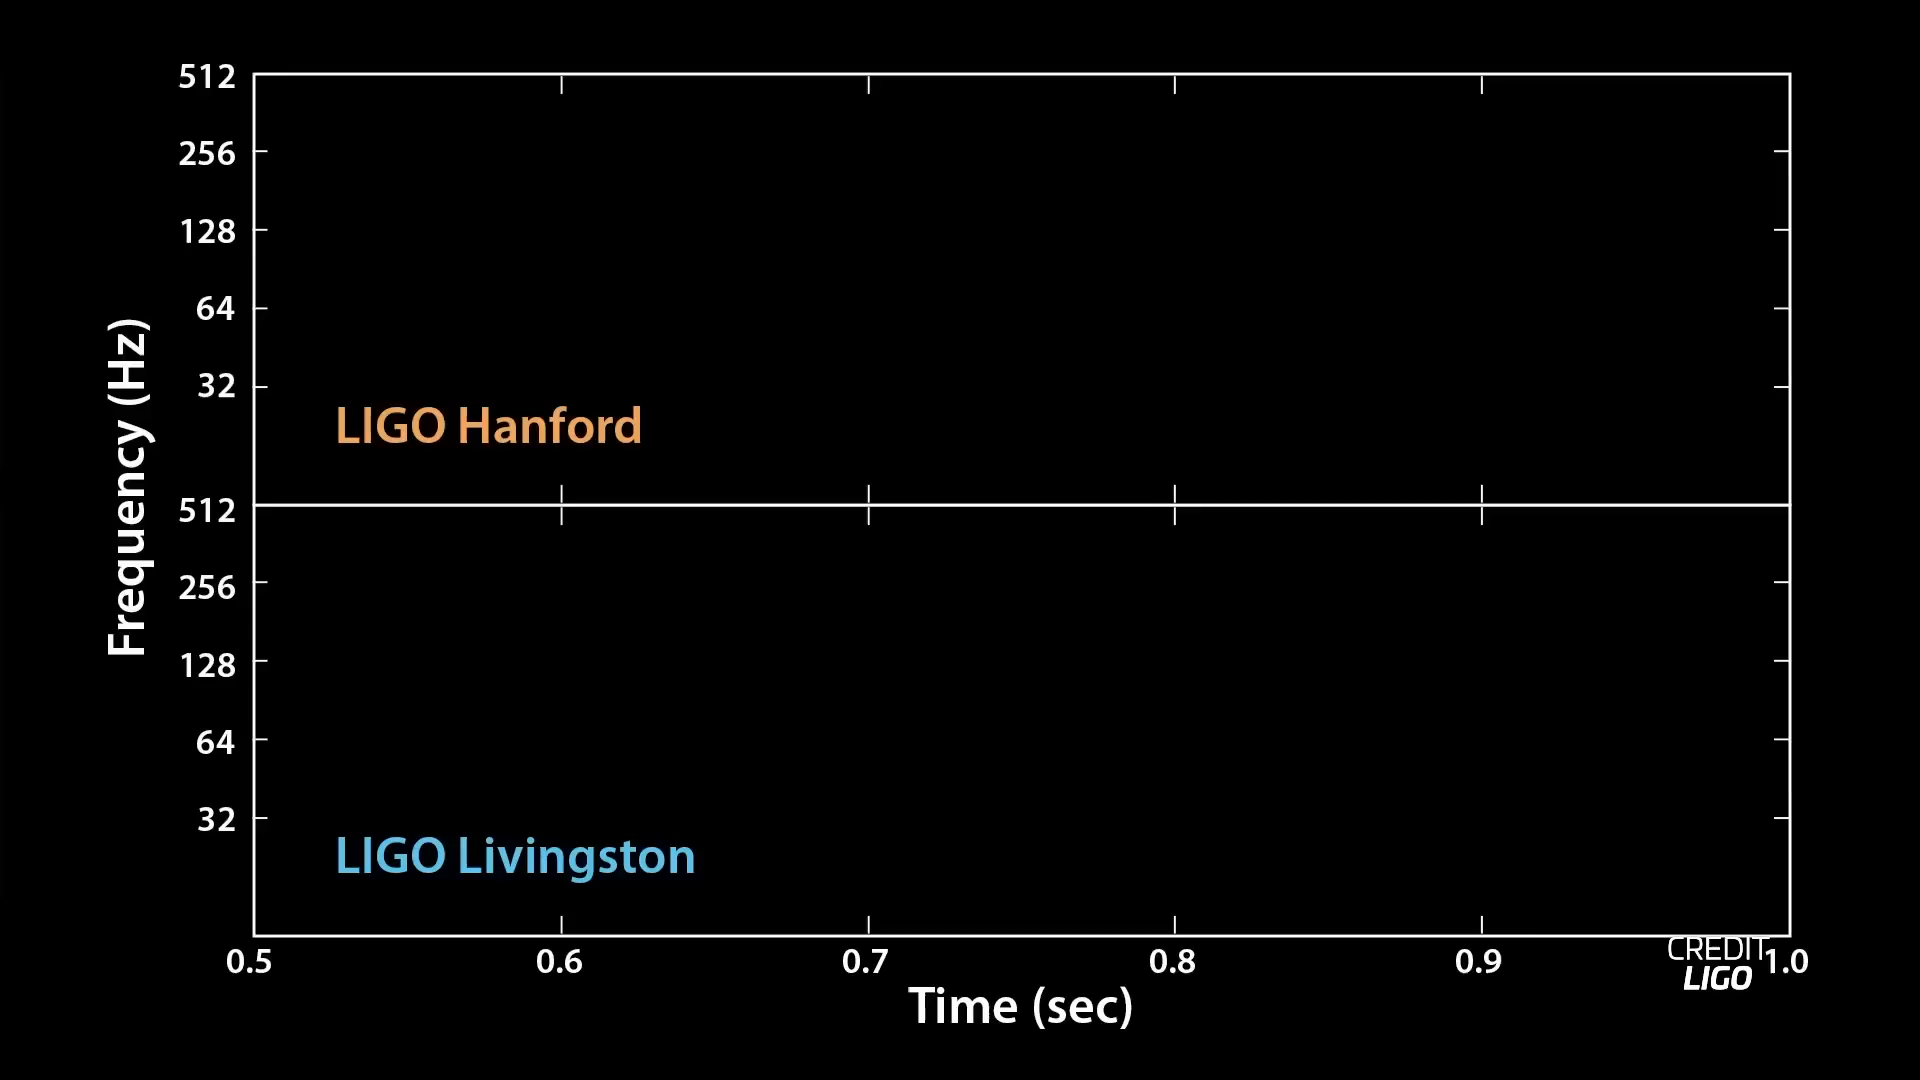 512
256
128
64
32
LIGO Hanford
Frequency (Hz)
512
256
128
64
32
LIGO Livingston
0.5 0.6 0.7 0.8 0.9 1.0
CREDIT
LIGO
Time (sec)